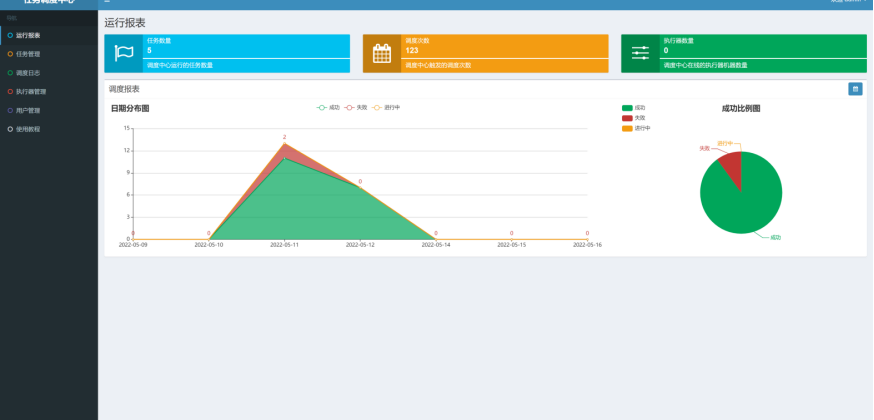 任务调度中心
导航
运行报表
任务管理
调度日志
执行器管理
用户管理
使用教程
运行报表
任务数量
5
调度中心运行的任务数量
调度次数
123
调度中心触发的调度次数
执行器数量
0
调度中心在线的执行器机器数量
调度报表
日期分布图
成功 失败 进行中
15
12
9
6
3
0
0 0 2 0 0 0 0
2022-05-09 2022-05-10 2022-05-11 2022-05-12 2022-05-14 2022-05-15 2022-05-16
成功
失败
进行中
成功比例图
进行中
失败
成功